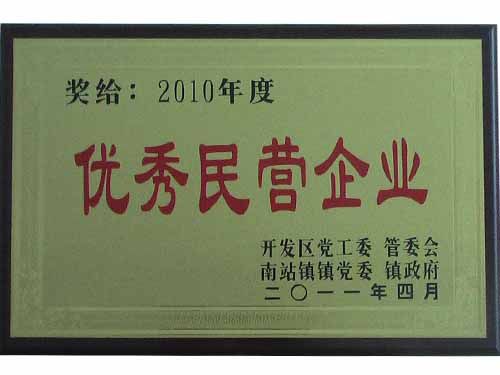 奖给：2010年度
优秀民营企业
开发区党工委 管委会
南站镇镇党委 镇政府
二〇一一年四月